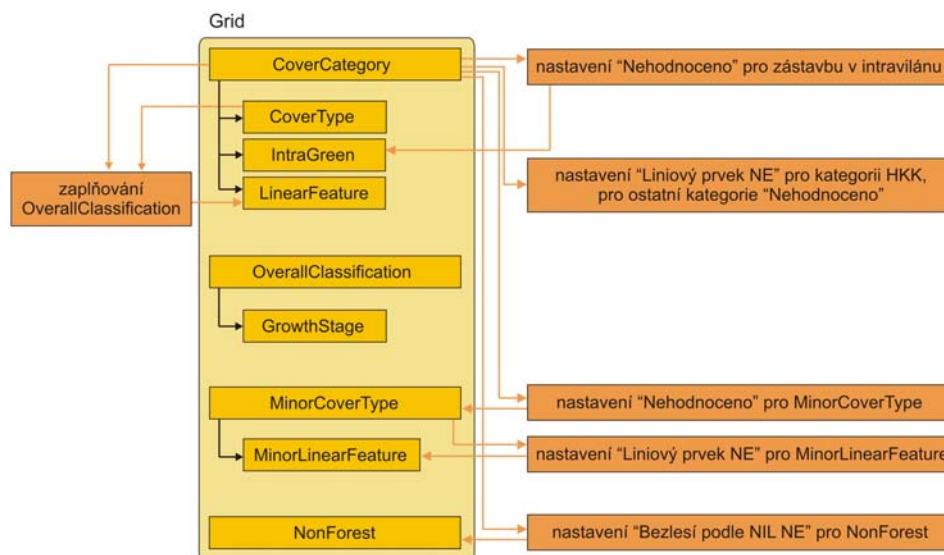 Grid
CoverCategory
CoverType
IntraGreen
LinearFeature
OverallClassification
GrowthStage
MinorCoverType
MinorLinearFeature
NonForest
zaplňování
OverallClassification
nastavení “Nehodnoceno” pro zástavbu v intravilánu
nastavení “Liniový prvek NE” pro kategorii HKK,
pro ostatní kategorie “Nehodnoceno”
nastavení “Nehodnoceno” pro MinorCoverType
nastavení “Liniový prvek NE” pro MinorLinearFeature
nastavení “Bezlesí podle NIL NE” pro NonForest